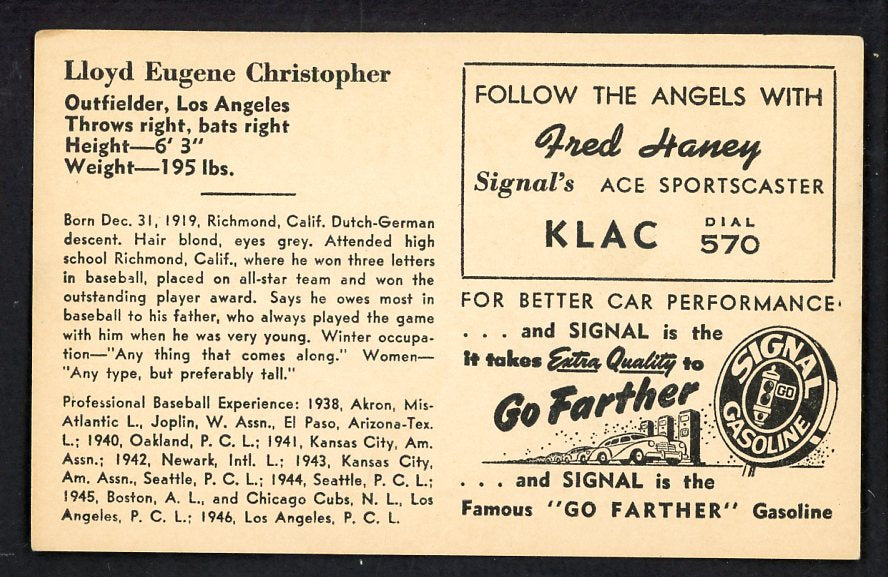 Lloyd Eugene Christopher
Outfielder, Los Angeles
Throws right, bats right
Height—6' 3"
Weight—195 lbs.
Born Dec. 31, 1919, Richmond, Calif. Dutch-German
descent. Hair blond, eyes grey. Attended high
school Richmond, Calif., where he won three letters
in baseball, placed on all-star team and won the
outstanding player award. Says he owes most in
baseball to his father, who always played the game
with him when he was very young. Winter occupa-
tion—"Any thing that comes along." Women—
"Any type, but preferably tall."
Professional Baseball Experience: 1938, Akron, Mis-
Atlantic L., Joplin, W. Assn., El Paso, Arizona-Tex.
L.; 1940, Oakland, P. C. L.; 1941, Kansas City, Am.
Assn.; 1942, Newark, Intl. L.; 1943, Kansas City,
Am. Assn., Seattle, P. C. L.; 1944, Seattle, P. C. L.;
1945, Boston, A. L., and Chicago Cubs, N. L., Los
Angeles, P. C. L.; 1946, Los Angeles, P. C. L.
FOLLOW THE ANGELS WITH
Fred Haney
Signal's ACE SPORTSCASTER
KLAC DIAL 570
FOR BETTER CAR PERFORMANCE.
. . . and SIGNAL is the
it takes Extra Quality to
Go Farther
SIGNAL
GO
GASOLINE
. . . and SIGNAL is the
Famous "GO FARTHER" Gasoline